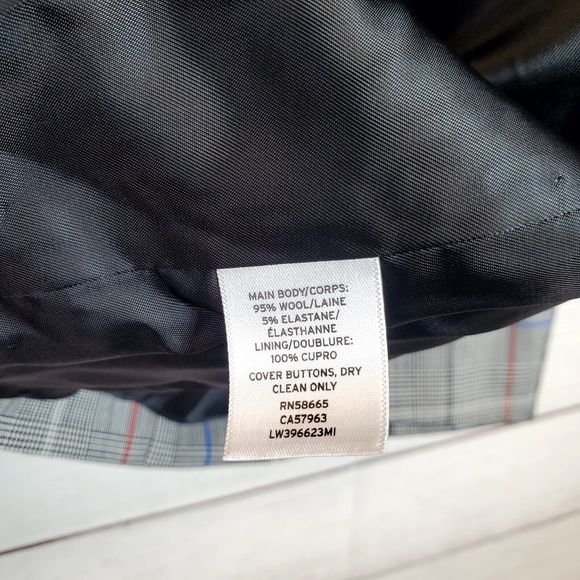 MAIN BODY/CORPS:
95% WOOL/LAINE
5% ELASTANE/
ÉLASTHANNE
LINING/DOUBLURE:
100% CUPRO
COVER BUTTONS, DRY
CLEAN ONLY
RN58665
CA57963
LW396623MI